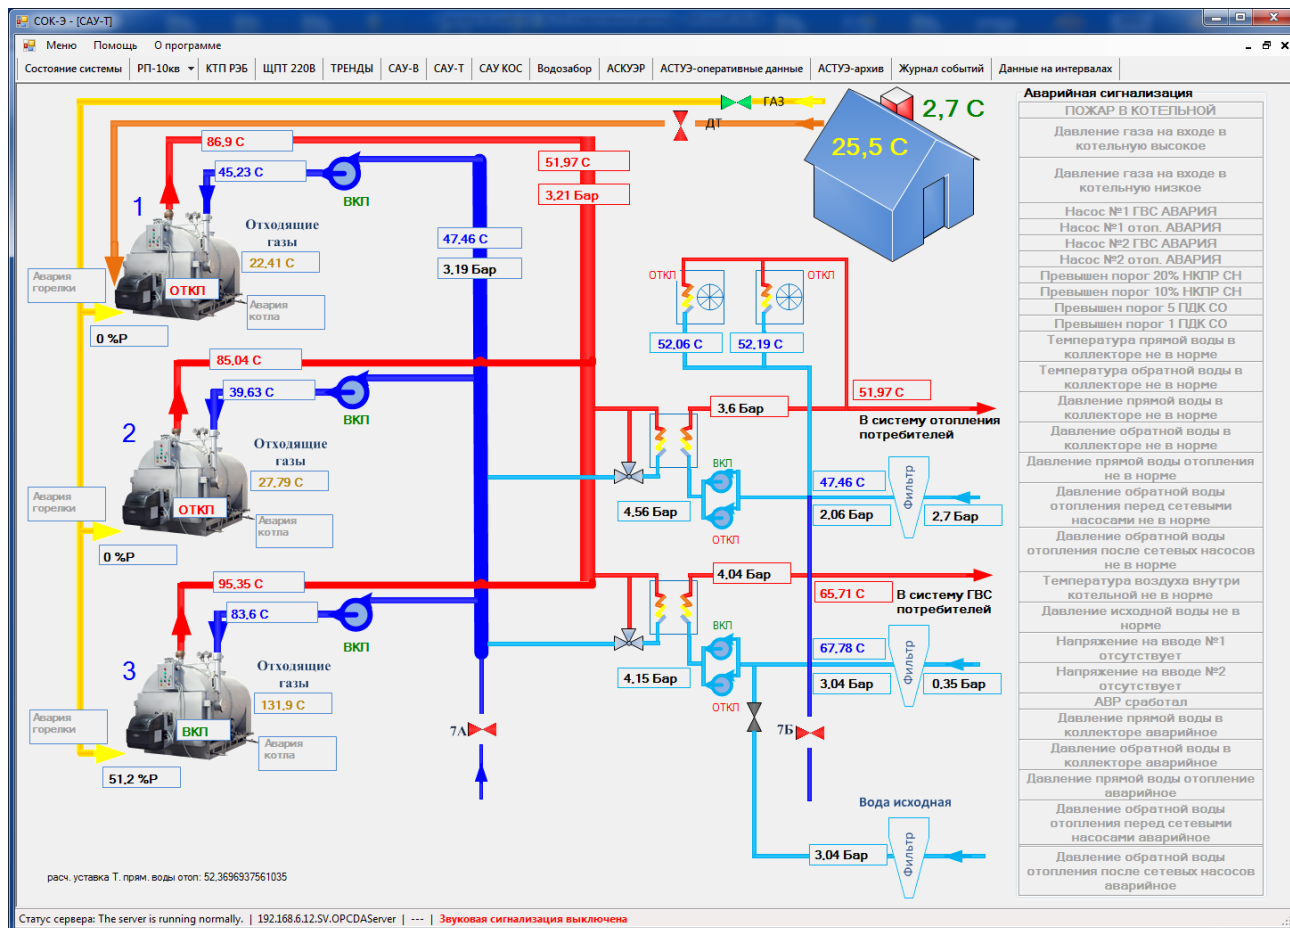 СОК-Э - [САУ-Т]
Меню Помощь О программе
Состояние системы РП-10кв КТП РЭБ ЩПТ 220В ТРЕНДЫ САУ-В САУ-Т САУ КОС Водозабор АСКУЭР АСТУЭ-оперативные данные АСТУЭ-архив Журнал событий Данные на интервалах
ГАЗ
ДТ
2,7 С
25,5 С
86,9 С
45,23 С
ВКП
51,97 С
3,21 Бар
47,46 С
3,19 Бар
1
Отходящие
газы
22,41 С
Авария
горелки
ОТКП
Авария
котла
0 %Р
85,04 С
39,63 С
ВКП
2
Отходящие
газы
27,79 С
Авария
горелки
ОТКП
Авария
котла
0 %Р
95,35 С
83,6 С
ВКП
3
Отходящие
газы
131,9 С
Авария
горелки
ВКП
Авария
котла
51,2 %Р
7А
7Б
ОТКП
ОТКП
52,06 С
52,19 С
51,97 С
3,6 Бар
В систему отопления
потребителей
ВКП
4,56 Бар
ОТКП
47,46 С
2,06 Бар
Фильтр
2,7 Бар
4,04 Бар
65,71 С
В систему ГВС
потребителей
ВКП
4,15 Бар
ОТКП
67,78 С
3,04 Бар
Фильтр
0,35 Бар
Вода исходная
3,04 Бар
Фильтр
расч. уставка Т. прям. воды отоп: 52,3696937561035
Аварийная сигнализация
ПОЖАР В КОТЕЛЬНОЙ
Давление газа на входе в
котельную высокое
Давление газа на входе в
котельную низкое
Насос №1 ГВС АВАРИЯ
Насос №1 отоп. АВАРИЯ
Насос №2 ГВС АВАРИЯ
Насос №2 отоп. АВАРИЯ
Превышен порог 20% НКПР СН
Превышен порог 10% НКПР СН
Превышен порог 5 ПДК СО
Превышен порог 1 ПДК СО
Температура прямой воды в
коллекторе не в норме
Температура обратной воды в
коллекторе не в норме
Давление прямой воды в
коллекторе не в норме
Давление обратной воды в
коллекторе не в норме
Давление прямой воды отопления
не в норме
Давление обратной воды
отопления перед сетевыми
насосами не в норме
Давление обратной воды
отопления после сетевых насосов
не в норме
Температура воздуха внутри
котельной не в норме
Давление исходной воды не в
норме
Напряжение на вводе №1
отсутствует
Напряжение на вводе №2
отсутствует
АВР сработал
Давление прямой воды в
коллекторе аварийное
Давление обратной воды в
коллекторе аварийное
Давление прямой воды отопление
аварийное
Давление обратной воды
отопления перед сетевыми
насосами аварийное
Давление обратной воды
отопления после сетевых насосов
аварийное
Статус сервера: The server is running normally. | 192.168.6.12.SV.OPCDAServer | --- | Звуковая сигнализация выключена